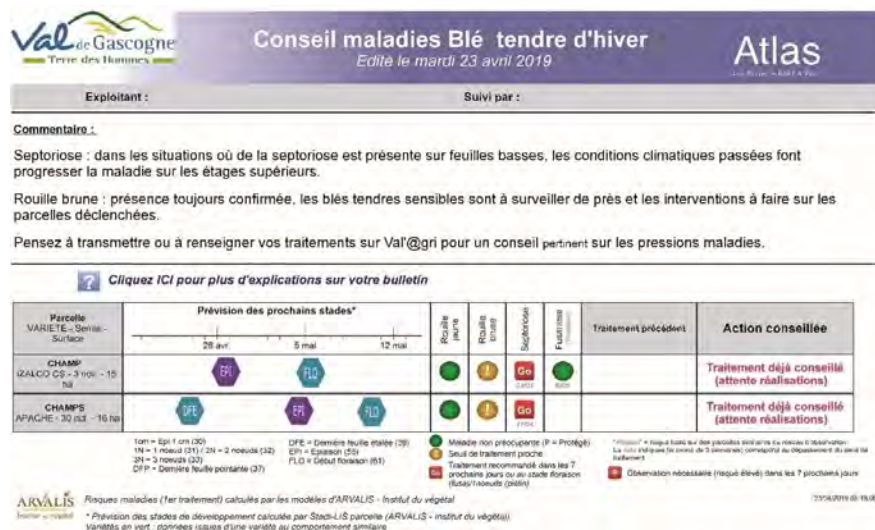 Val de Gascogne
Terre des Hommes
Conseil maladies Blé tendre d'hiver
Edité le mardi 23 avril 2019
Atlas
Exploitant :
Suivi par :
Commentaire :
Septoriose : dans les situations où de la septoriose est présente sur feuilles basses, les conditions climatiques passées font
progresser la maladie sur les étages supérieurs.
Rouille brune : présence toujours confirmée, les blés tendres sensibles sont à surveiller de près et les interventions à faire sur les
parcelles déclenchées.
Pensez à transmettre ou à renseigner vos traitements sur Val'@gri pour un conseil pertinent sur les pressions maladies.
? Cliquez ICI pour plus d'explications sur votre bulletin
Parcelle
VARIETE - Semis -
Surface
Prévision des prochains stades*
28 avr. 5 mai 12 mai
Rouille jaune
Rouille brune
Septoriose
Fusariose
Traitement précédent
Action conseillée
CHAMP
IZALCO CS - 3 nov. - 15 ha
EPI FLO
! Go
Traitement déjà conseillé
(attente réalisations)
CHAMPS
APACHE - 30 oct. - 16 ha
DFE EPI FLO
! Go
Traitement déjà conseillé
(attente réalisations)
1cm = Epi 1 cm (30)
1N = 1 noeud (31) / 2N = 2 noeuds (32)
3N = 3 noeuds (33)
DFP = Dernière feuille pointante (37)
DFE = Dernière feuille étalée (39)
EPI = Epiaison (55)
FLO = Début floraison (61)
Maladie non préocupente (P = Protégé)
Seuil de traitement proche
Go Traitement recommandé dans les 7
prochains jours ou au stade floraison
(fusa)/1noeuds (piétin)
Observation nécessaire (risque élevé) dans les 7 prochains jours
ARVALIS
Institut du végétal
Risques maladies (1er traitement) calculés par les modèles d'ARVALIS - Institut du végétal
* Prévision des stades de développement calculée par Stadi-LIS parcelle (ARVALIS - institut du végétal)
Variétés en vert : données issues d'une variété au comportement similaire